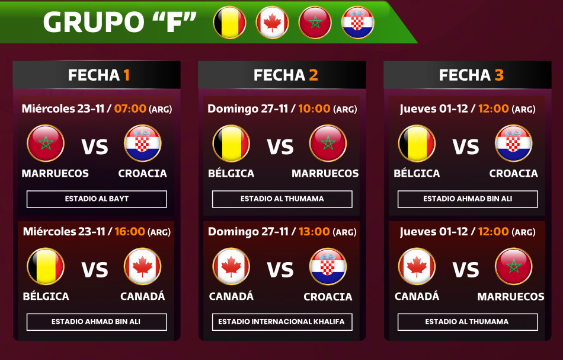 GRUPO “F”
FECHA 1
Miércoles 23-11 / 07:00 (ARG)
VS
MARRUECOS CROACIA
ESTADIO AL BAYT
Miércoles 23-11 / 16:00 (ARG)
VS
BÉLGICA CANADÁ
ESTADIO AHMAD BIN ALI
FECHA 2
Domingo 27-11 / 10:00 (ARG)
VS
BÉLGICA MARRUECOS
ESTADIO AL THUMAMA
Domingo 27-11 / 13:00 (ARG)
VS
CANADÁ CROACIA
ESTADIO INTERNACIONAL KHALIFA
FECHA 3
Jueves 01-12 / 12:00 (ARG)
VS
BÉLGICA CROACIA
ESTADIO AHMAD BIN ALI
Jueves 01-12 / 12:00 (ARG)
VS
CANADÁ MARRUECOS
ESTADIO AL THUMAMA